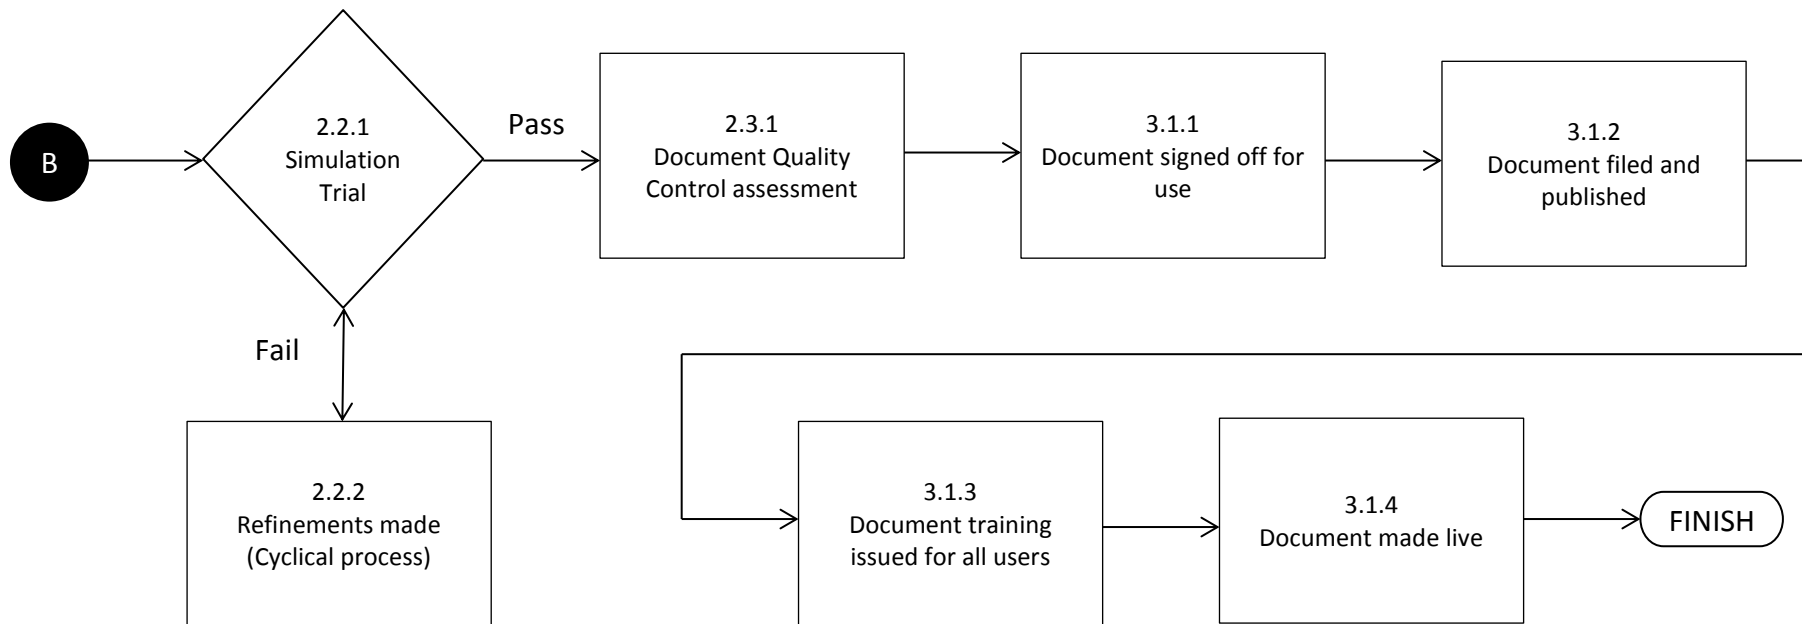 B
2.2.1
Simulation
Trial
Pass
2.3.1
Document Quality
Control assessment
3.1.1
Document signed off for
use
3.1.2
Document filed and
published
Fail
2.2.2
Refinements made
(Cyclical process)
3.1.3
Document training
issued for all users
3.1.4
Document made live
FINISH